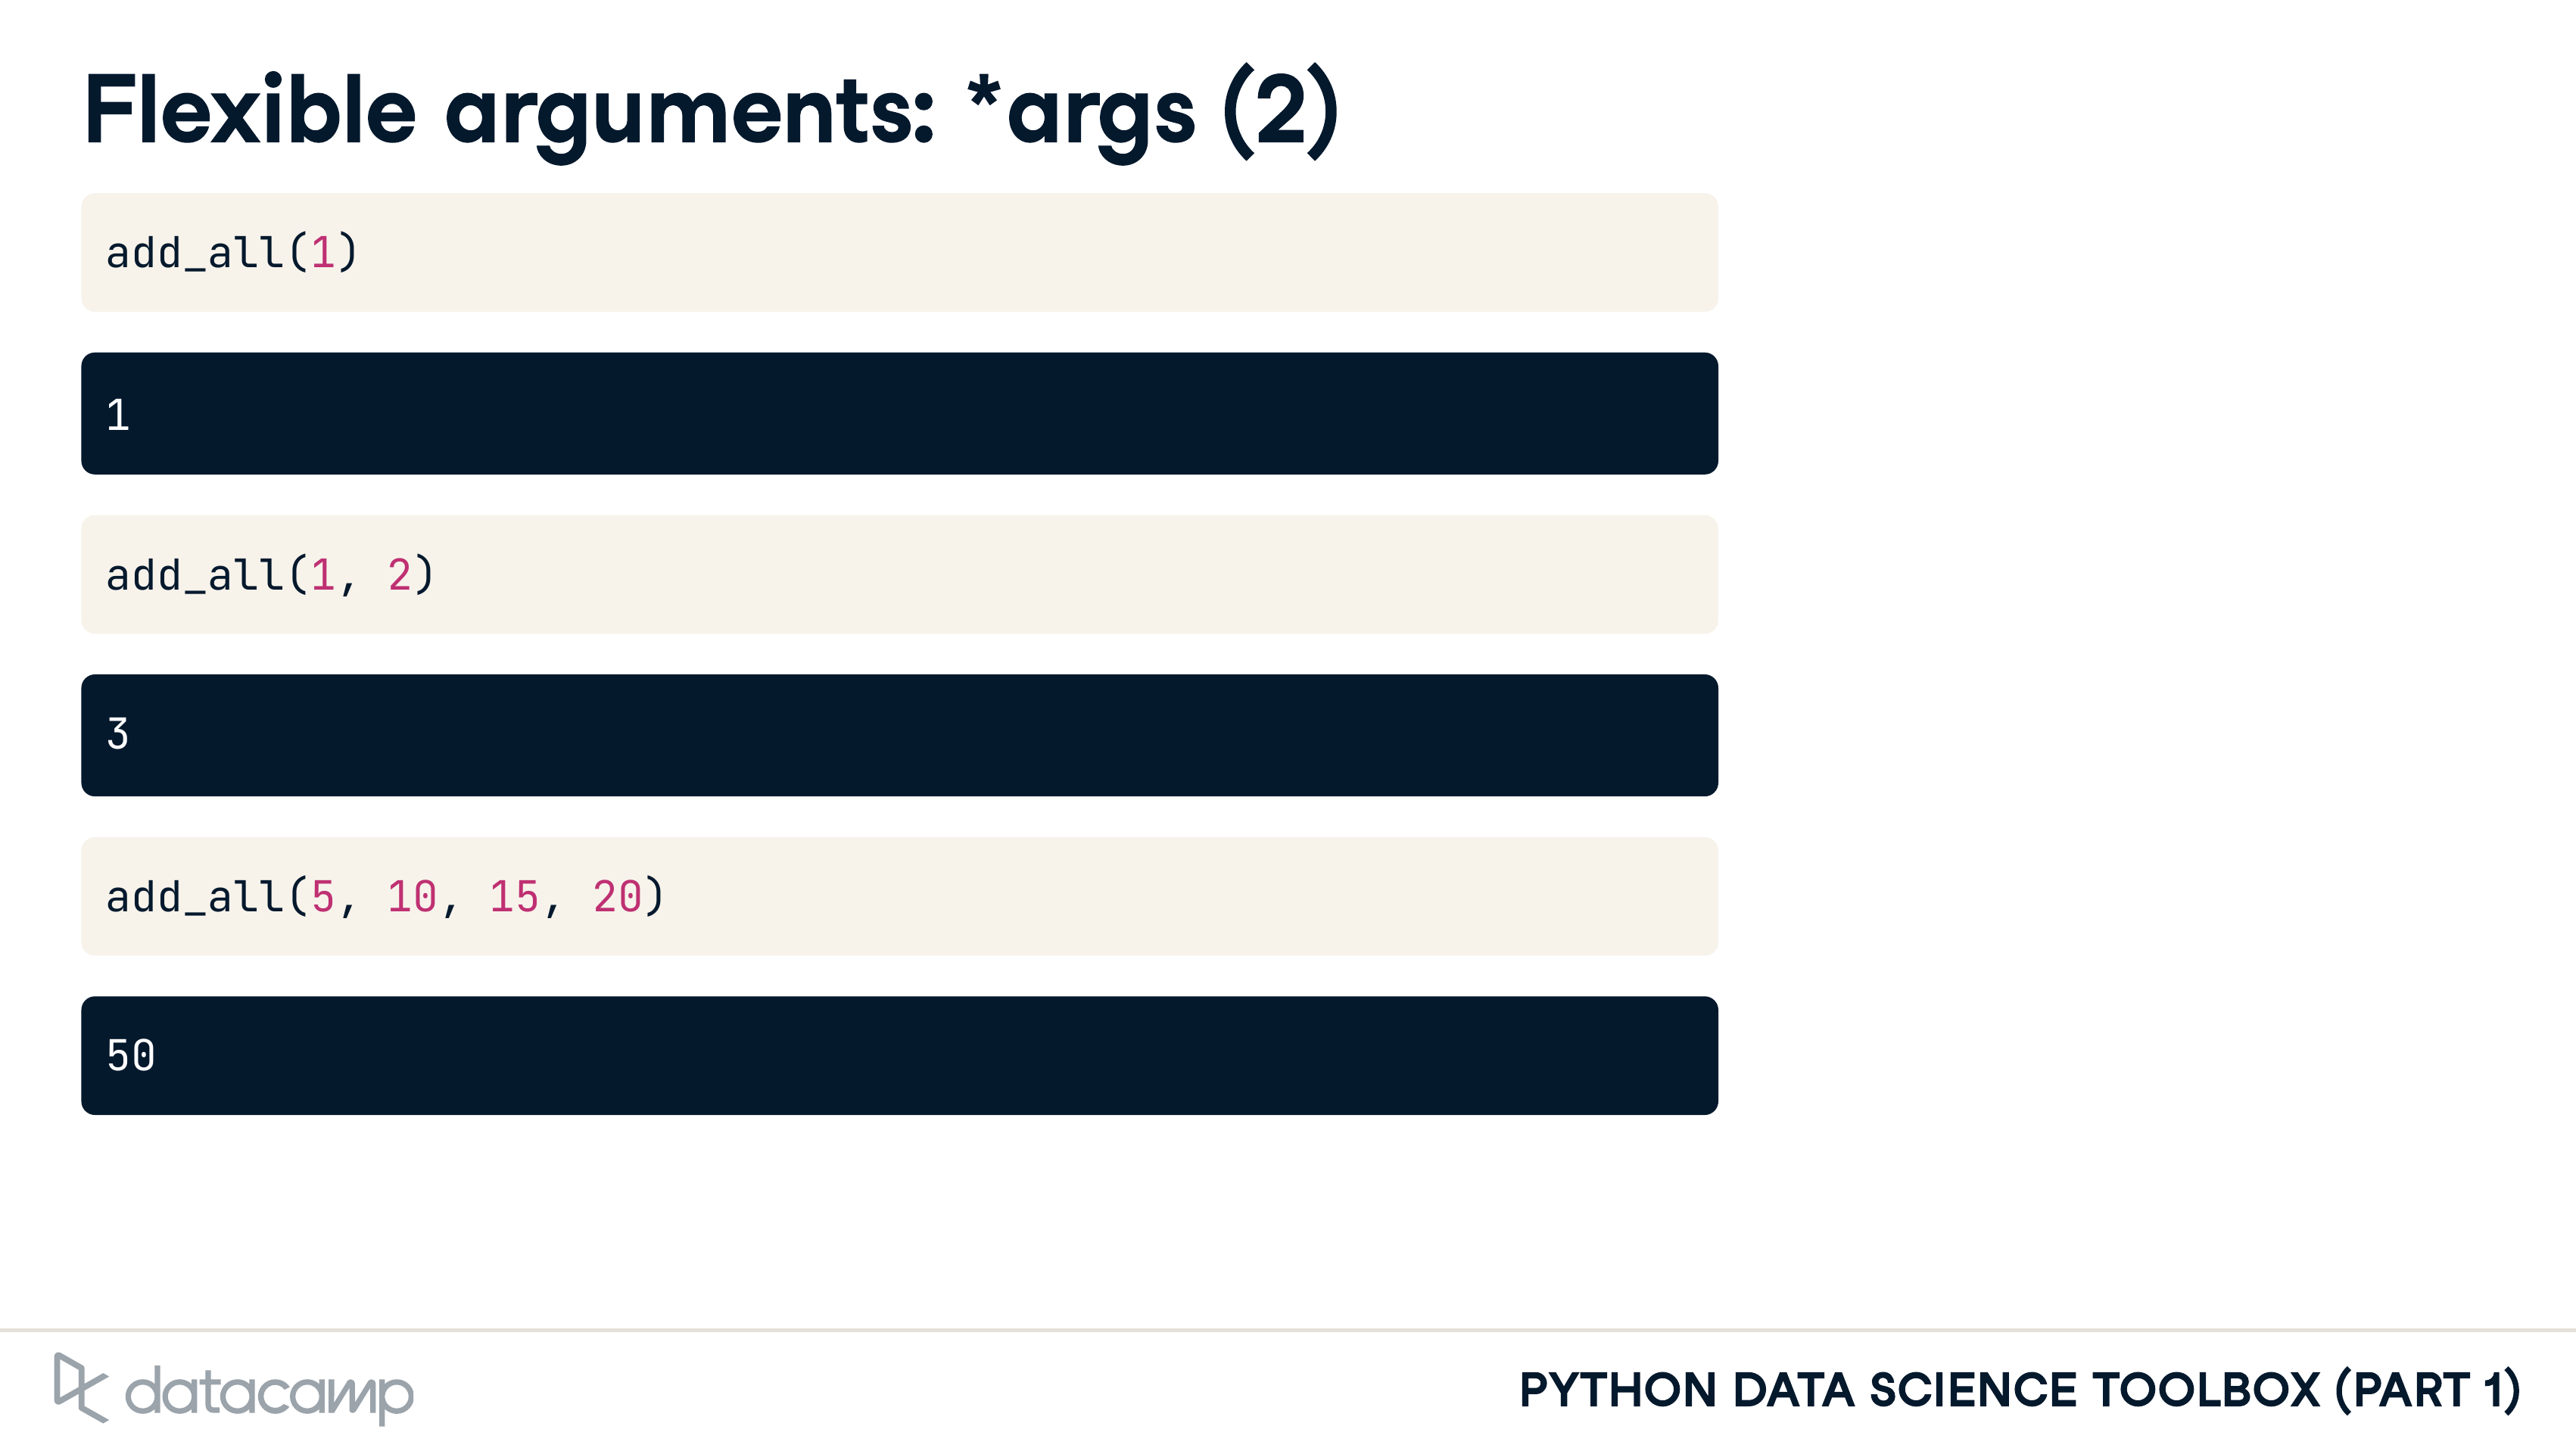 Flexible arguments: *args (2)
add_all(1)
1
add_all(1, 2)
3
add_all(5, 10, 15, 20)
50
datacamp
PYTHON DATA SCIENCE TOOLBOX (PART 1)